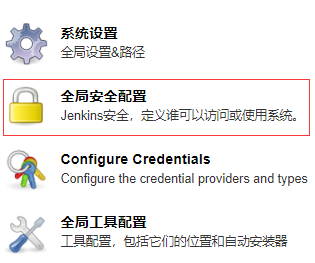 系统设置
全局设置&路径
全局安全配置
Jenkins安全，定义谁可以访问或使用系统。
Configure Credentials
Configure the credential providers and types
全局工具配置
工具配置，包括它们的位置和自动安装器